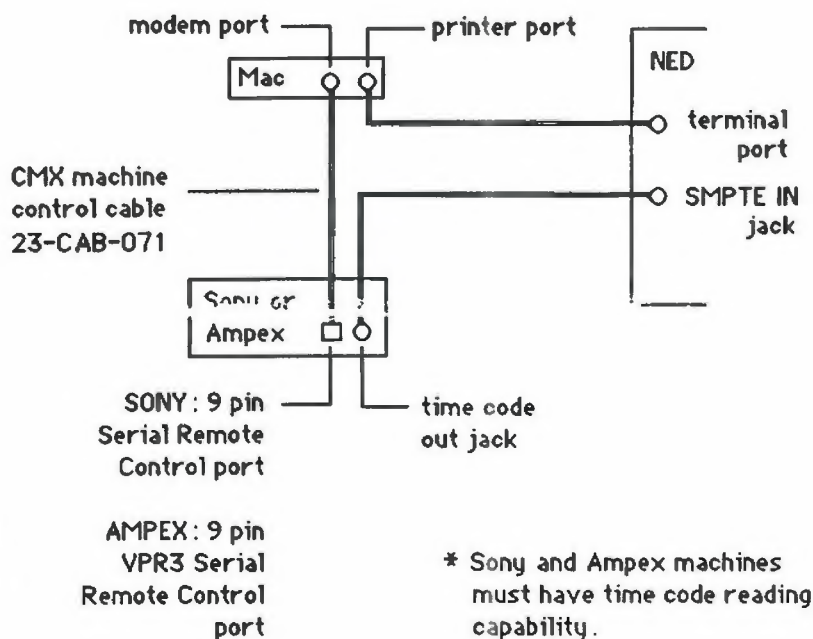 modem port
printer port
Mac
NED
terminal
port
CMX machine
control cable
23-CAB-071
SMPTE IN
jack
Sony or
Ampex
SONY: 9 pin
Serial Remote
Control port
time code
out jack
AMPEX: 9 pin
VPR3 Serial
Remote Control
port
* Sony and Ampex machines
must have time code reading
capability.